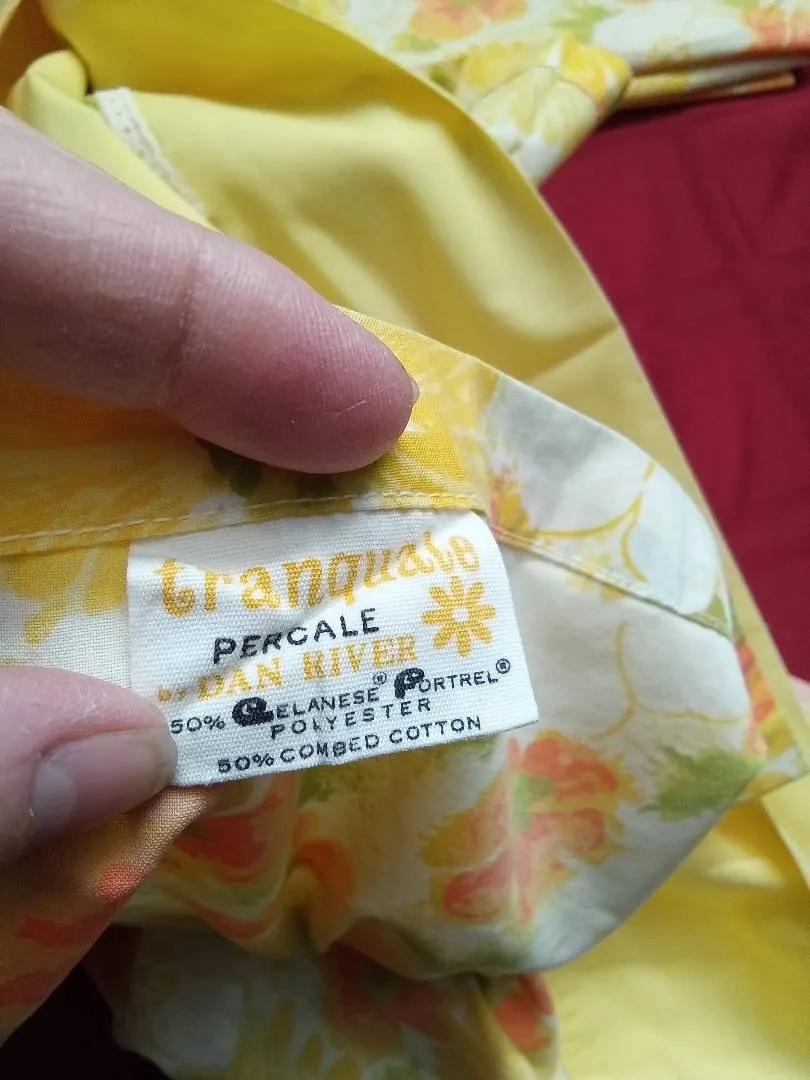 tranquale
PERCALE
BY DAN RIVER
50% CELANESE® FORTREL®
POLYESTER
50% COMBED COTTON